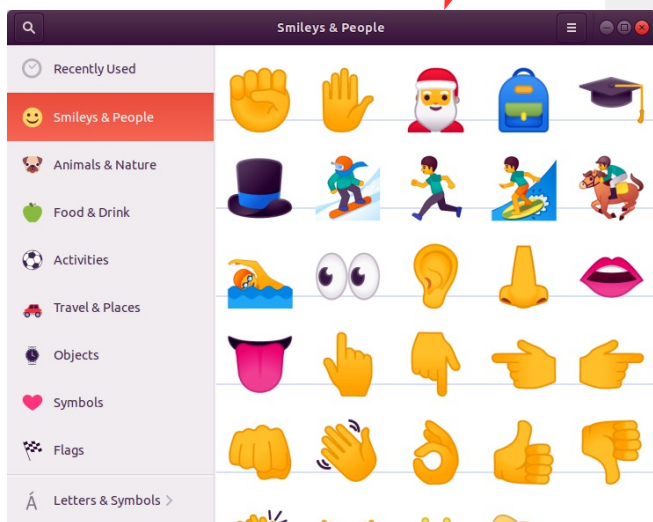 Smileys & People
Recently Used
Smileys & People
Animals & Nature
Food & Drink
Activities
Travel & Places
Objects
Symbols
Flags
Á Letters & Symbols >